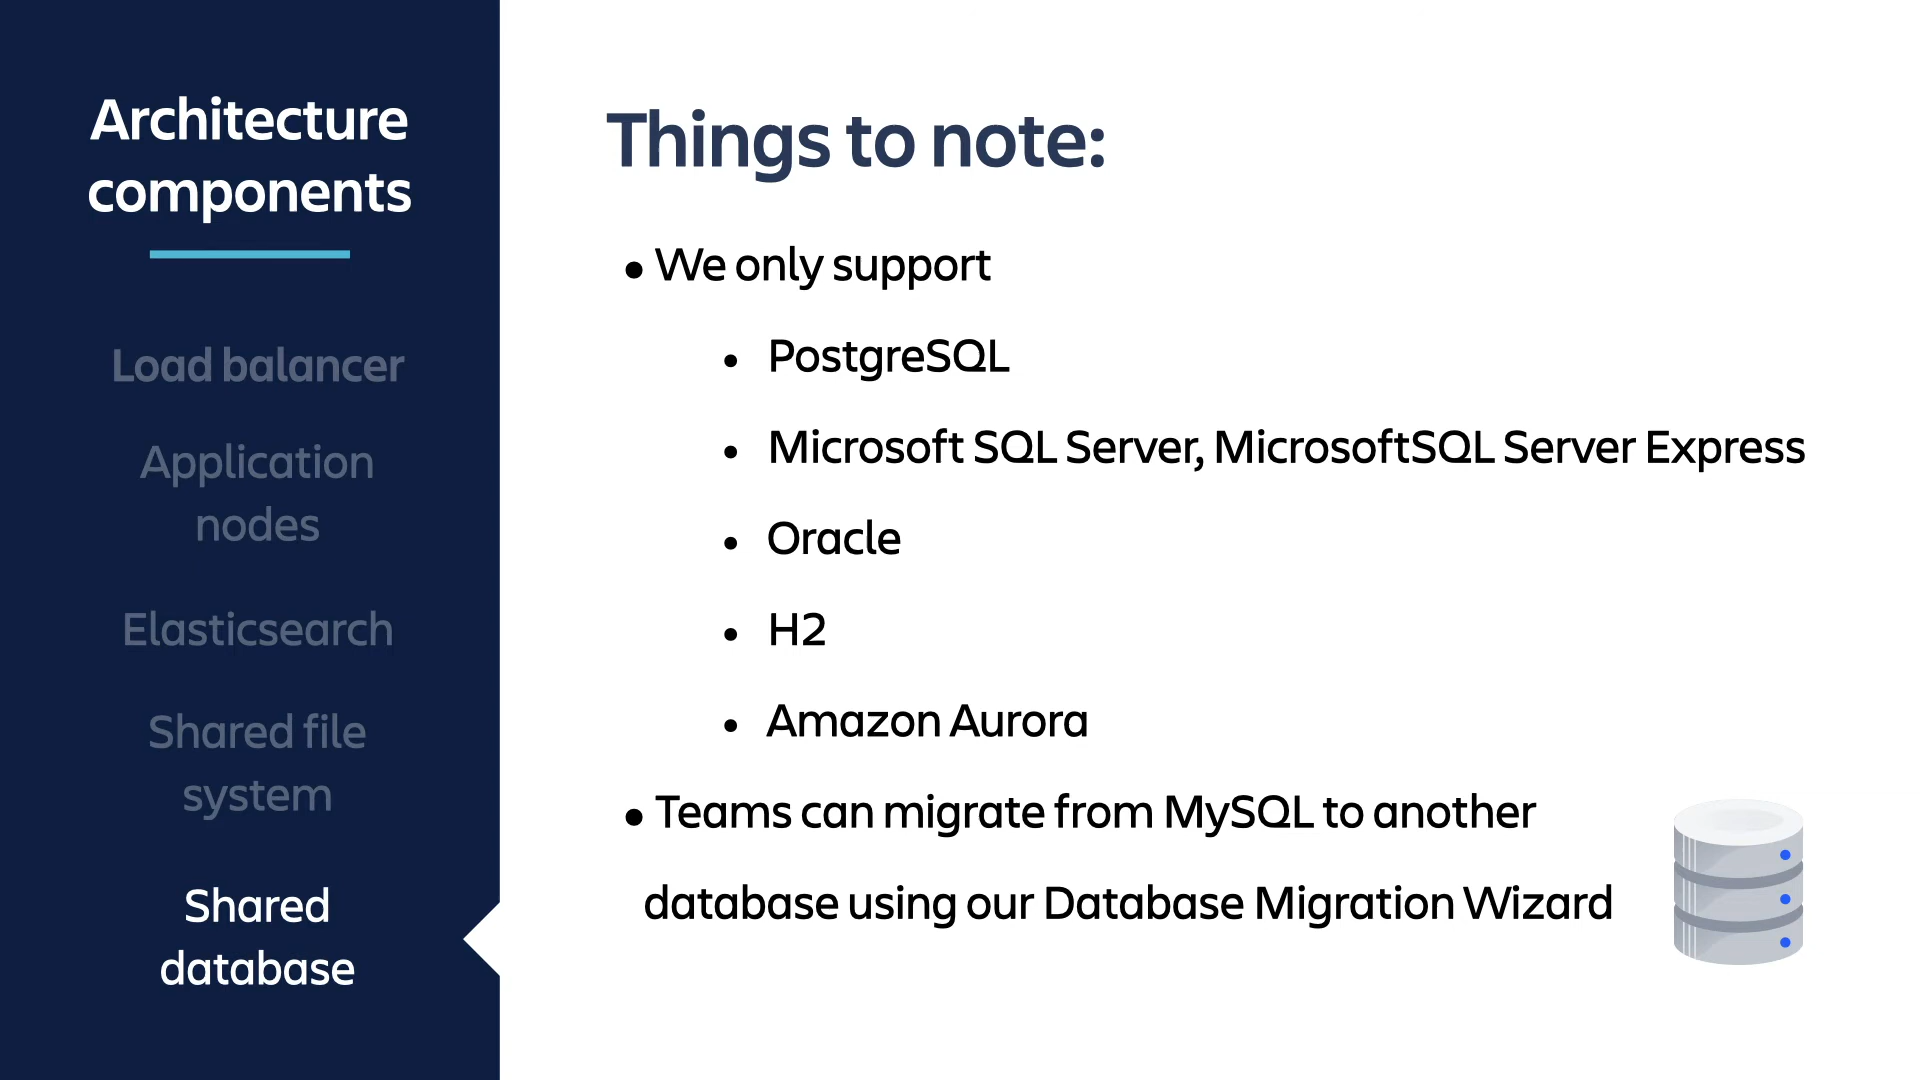 Architecture
components
Load balancer
Application
nodes
Elasticsearch
Shared file
system
Shared
database
Things to note:
• We only support
• PostgreSQL
• Microsoft SQL Server, MicrosoftSQL Server Express
• Oracle
• H2
• Amazon Aurora
• Teams can migrate from MySQL to another
database using our Database Migration Wizard